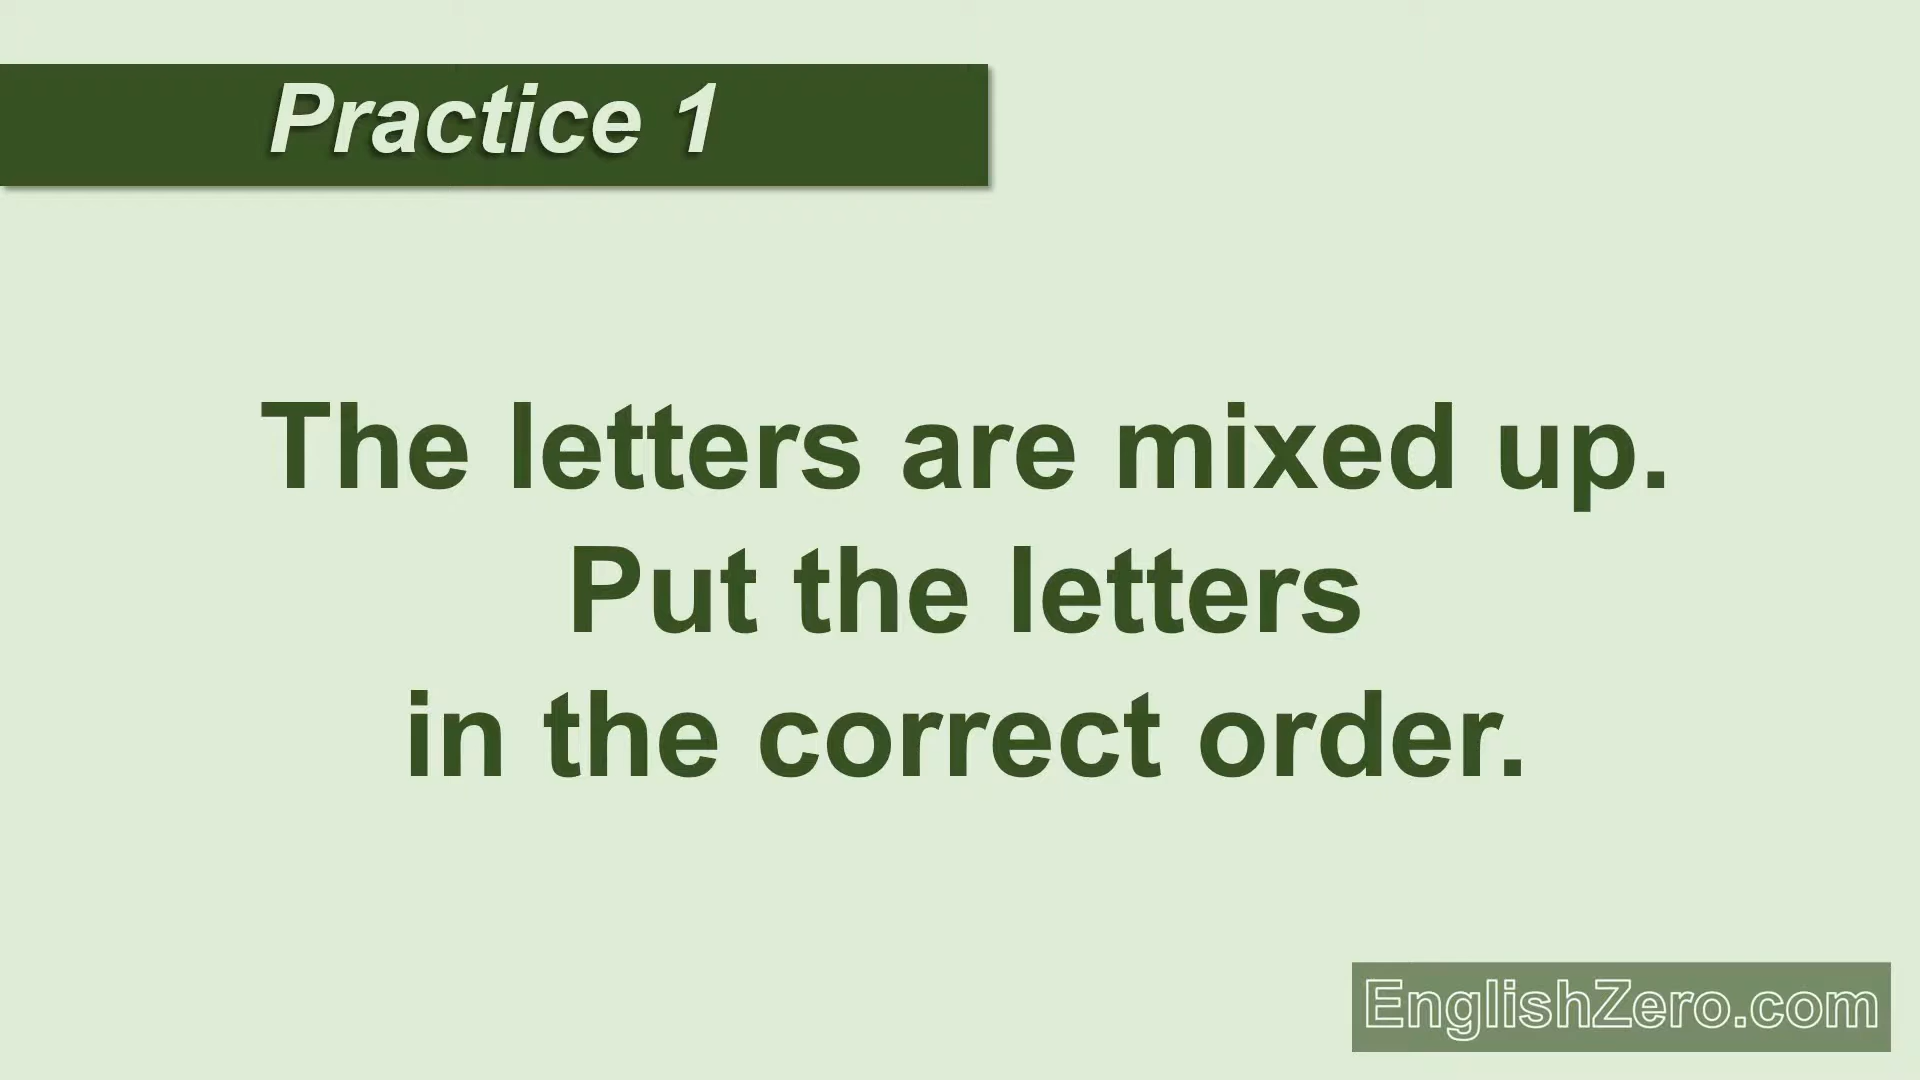 Practice 1
The letters are mixed up.
Put the letters
in the correct order.
EnglishZero.com